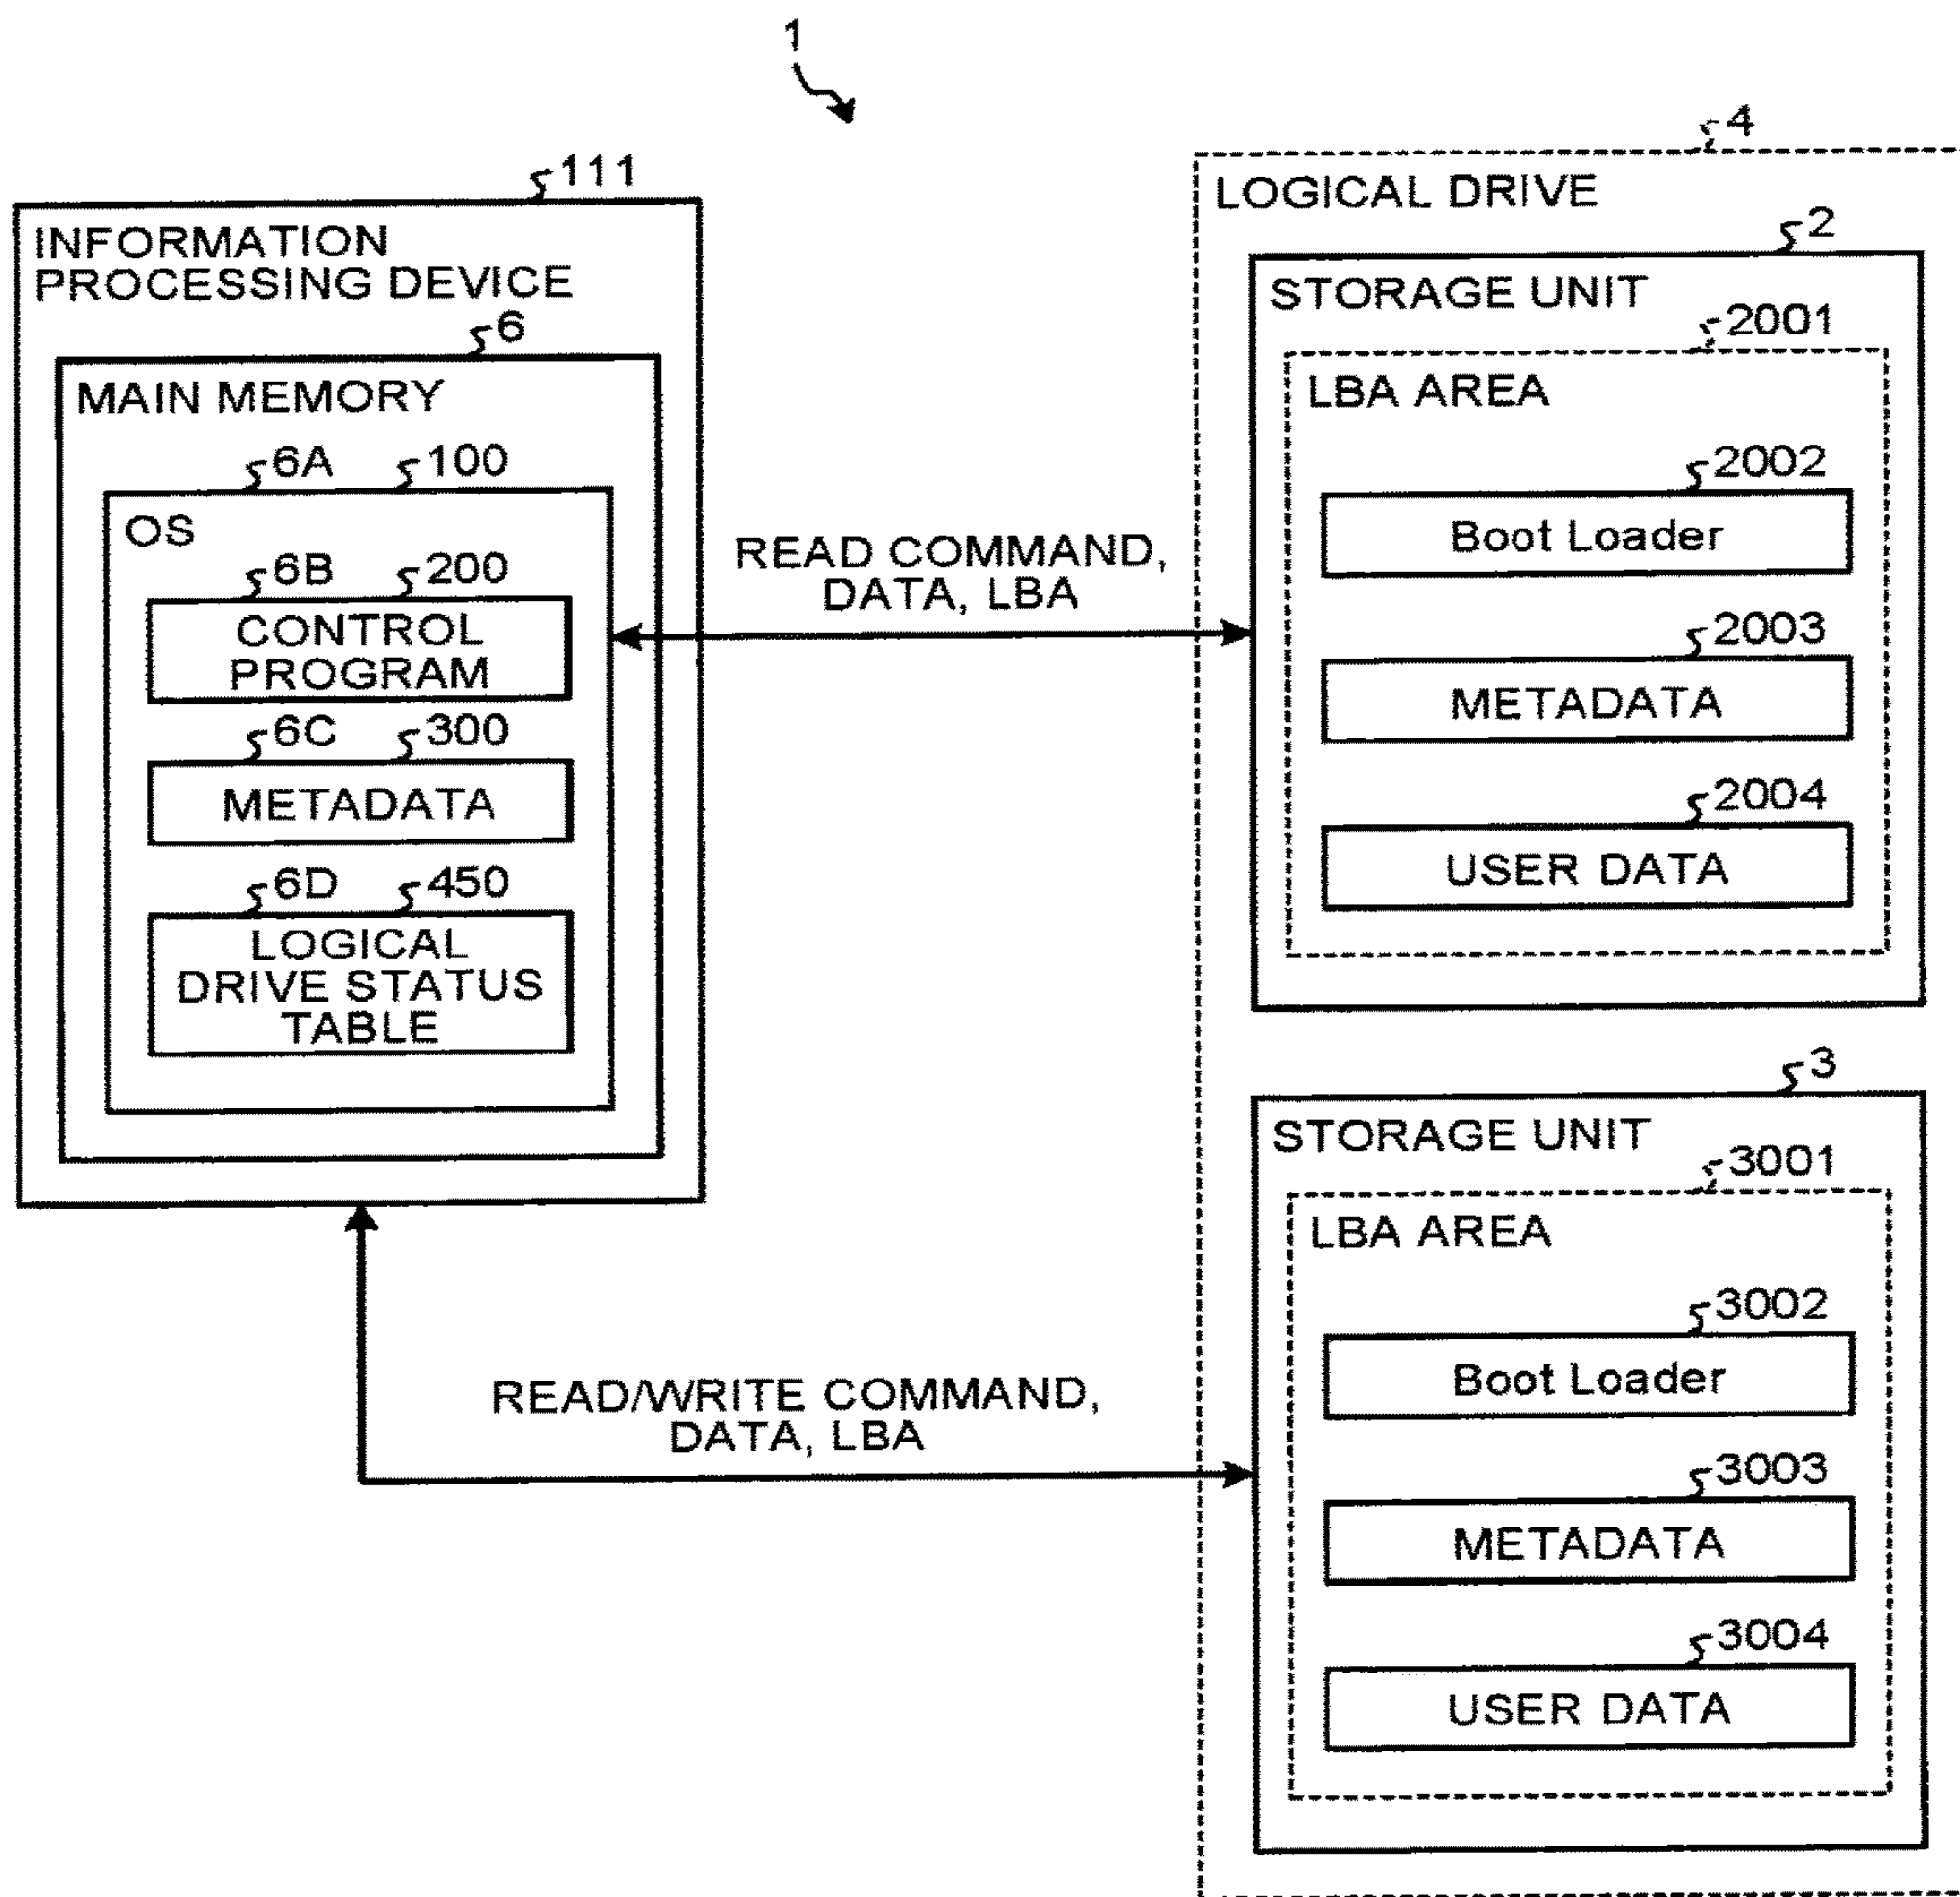 1
111
INFORMATION
PROCESSING DEVICE
6
MAIN MEMORY
6A 100
OS
6B 200
CONTROL
PROGRAM
6C 300
METADATA
6D 450
LOGICAL
DRIVE STATUS
TABLE
READ COMMAND,
DATA, LBA
READ/WRITE COMMAND,
DATA, LBA
4
LOGICAL DRIVE
2
STORAGE UNIT
2001
LBA AREA
2002
Boot Loader
2003
METADATA
2004
USER DATA
3
STORAGE UNIT
3001
LBA AREA
3002
Boot Loader
3003
METADATA
3004
USER DATA